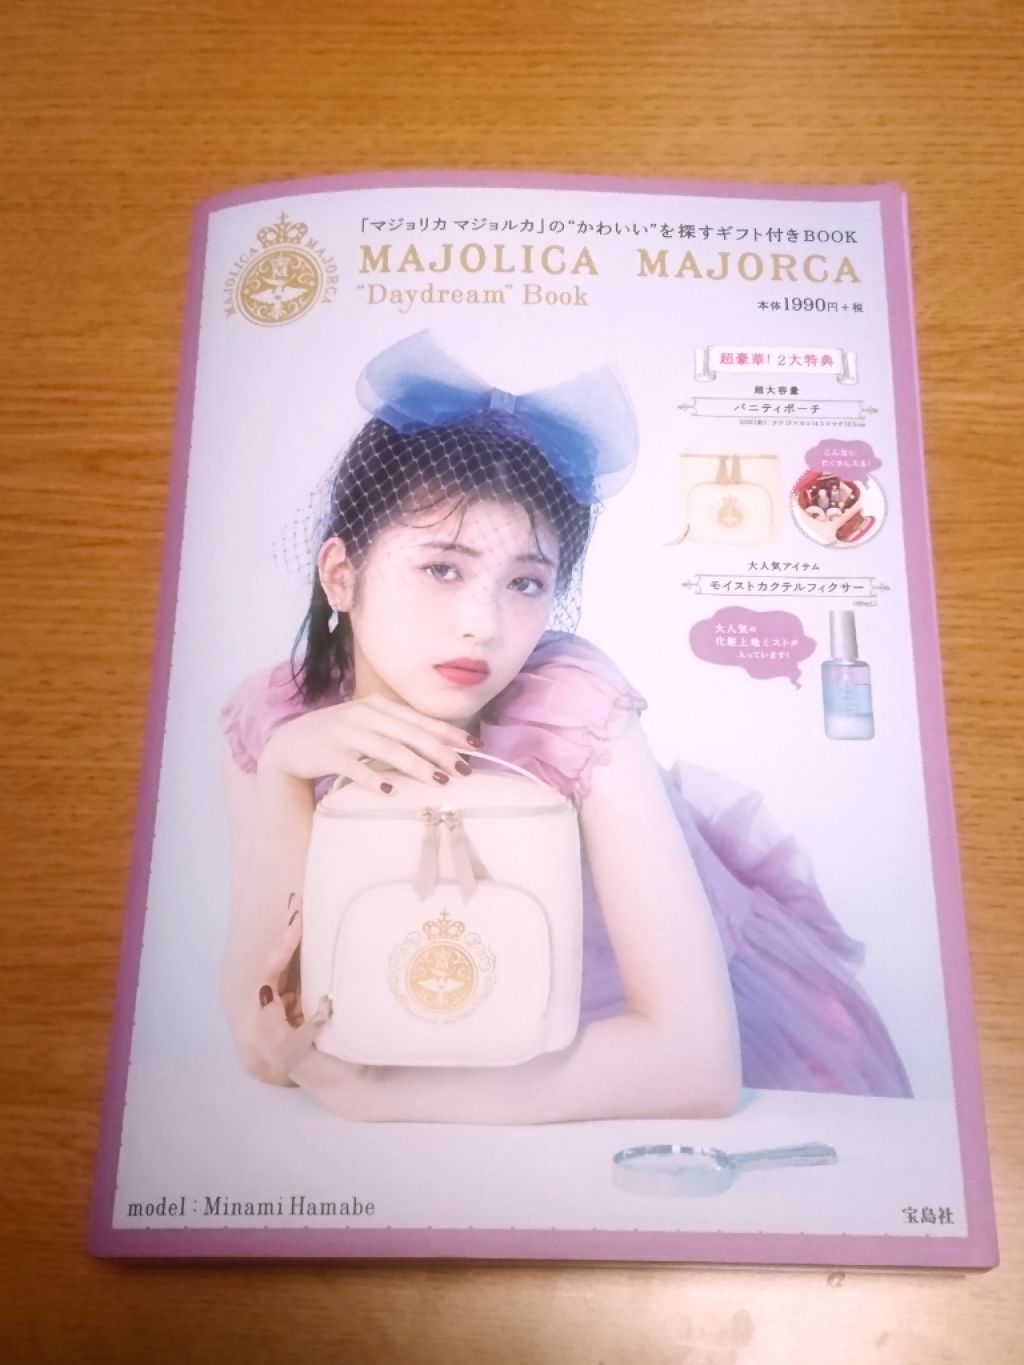 「マジョリカ マジョルカ」の"かわいい"を探すギフト付きBOOK
MAJOLICA MAJORCA
"Daydream" Book
本体1990円+税
MAJOLICA MAJORCA
M
超豪華! 2大特典
超大容量
バニティポーチ
こんなに
たくさん入る!
大人気アイテム
モイストカクテルフィクサー
大人気の
化粧上地ミストが
入っています!
model : Minami Hamabe
宝島社